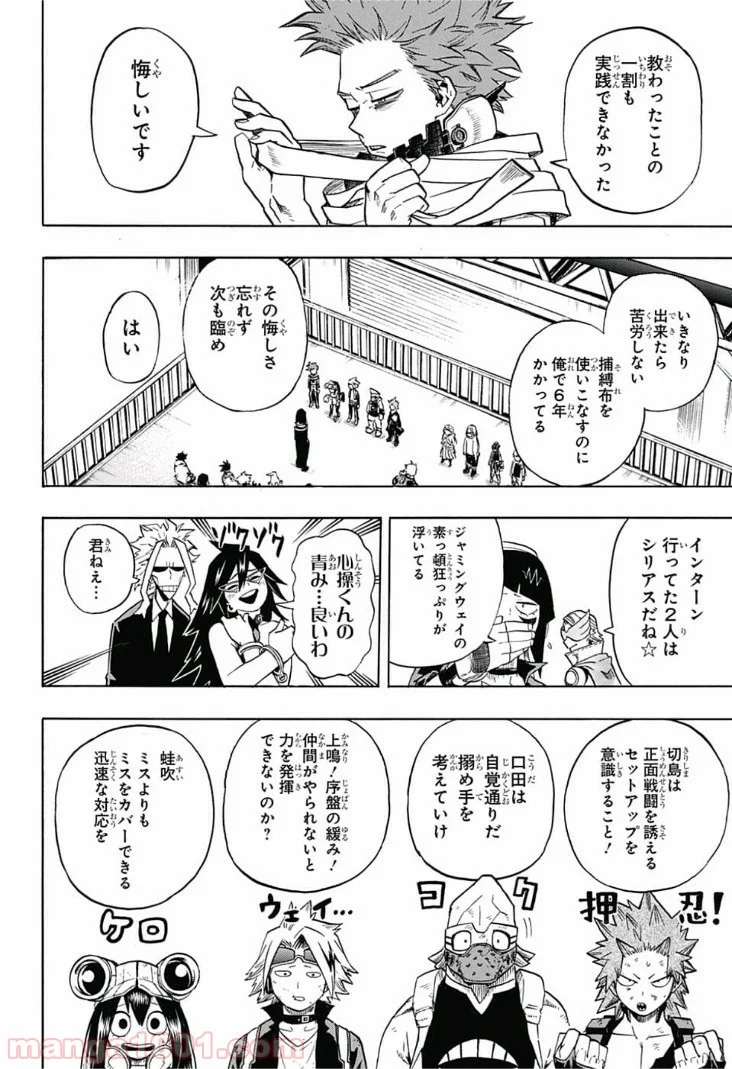 教わったことの
一割も
実践できなかった
悔しいです
いきなり
出来たら
苦労しない
捕縛布を
使いこなすのに
俺で6年
かかってる
その悔しさ
忘れず
次も臨め
はい
インターン
行ってた2人は
シリアスだね☆
ジャミングウェイの
素っ頓狂っぷりが
浮いてる
ゾクゾク
心操くんの
青み…良いわ
君ねえ…
切島は
正面戦闘を誘える
セットアップを
意識すること!
押忍!
口田は
自覚通りだ
搦め手を
考えていけ
コク
上鳴!序盤の緩み!
仲間がやられないと
力を発揮
できないのか?
ウェイ…
蛙吹
ミスよりも
ミスをカバーできる
迅速な対応を
ケロ
manga1001.com